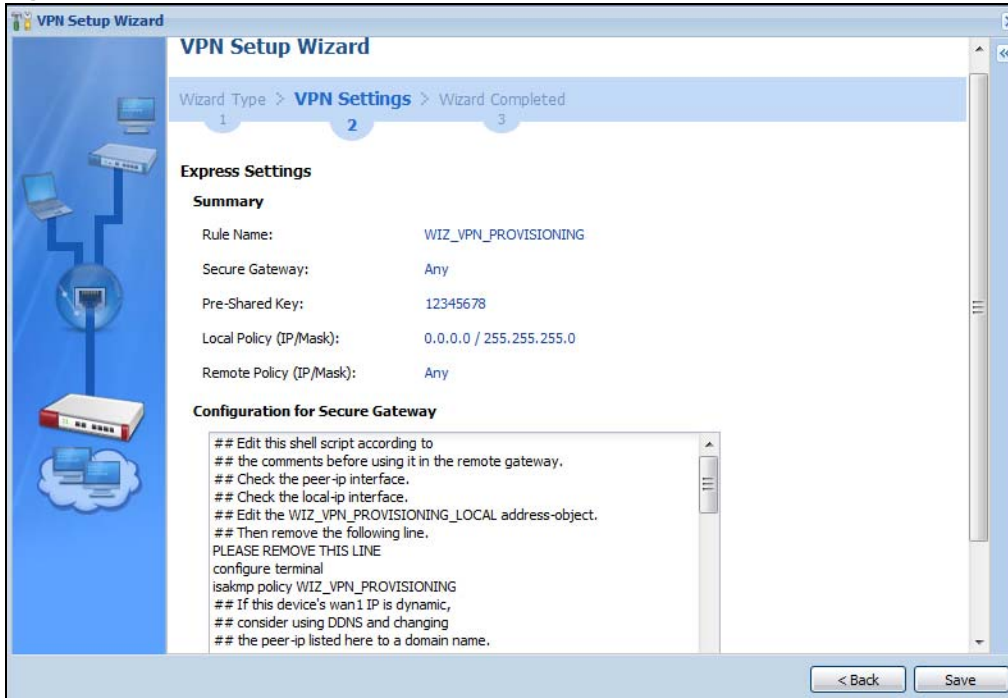 VPN Setup Wizard
VPN Setup Wizard
Wizard Type > VPN Settings > Wizard Completed
1 2 3
Express Settings
Summary
Rule Name: WIZ_VPN_PROVISIONING
Secure Gateway: Any
Pre-Shared Key: 12345678
Local Policy (IP/Mask): 0.0.0.0 / 255.255.255.0
Remote Policy (IP/Mask): Any
Configuration for Secure Gateway
## Edit this shell script according to
## the comments before using it in the remote gateway.
## Check the peer-ip interface.
## Check the local-ip interface.
## Edit the WIZ_VPN_PROVISIONING_LOCAL address-object.
## Then remove the following line.
PLEASE REMOVE THIS LINE
configure terminal
isakmp policy WIZ_VPN_PROVISIONING
## If this device's wan1 IP is dynamic,
## consider using DDNS and changing
## the peer-ip listed here to a domain name.
< Back Save